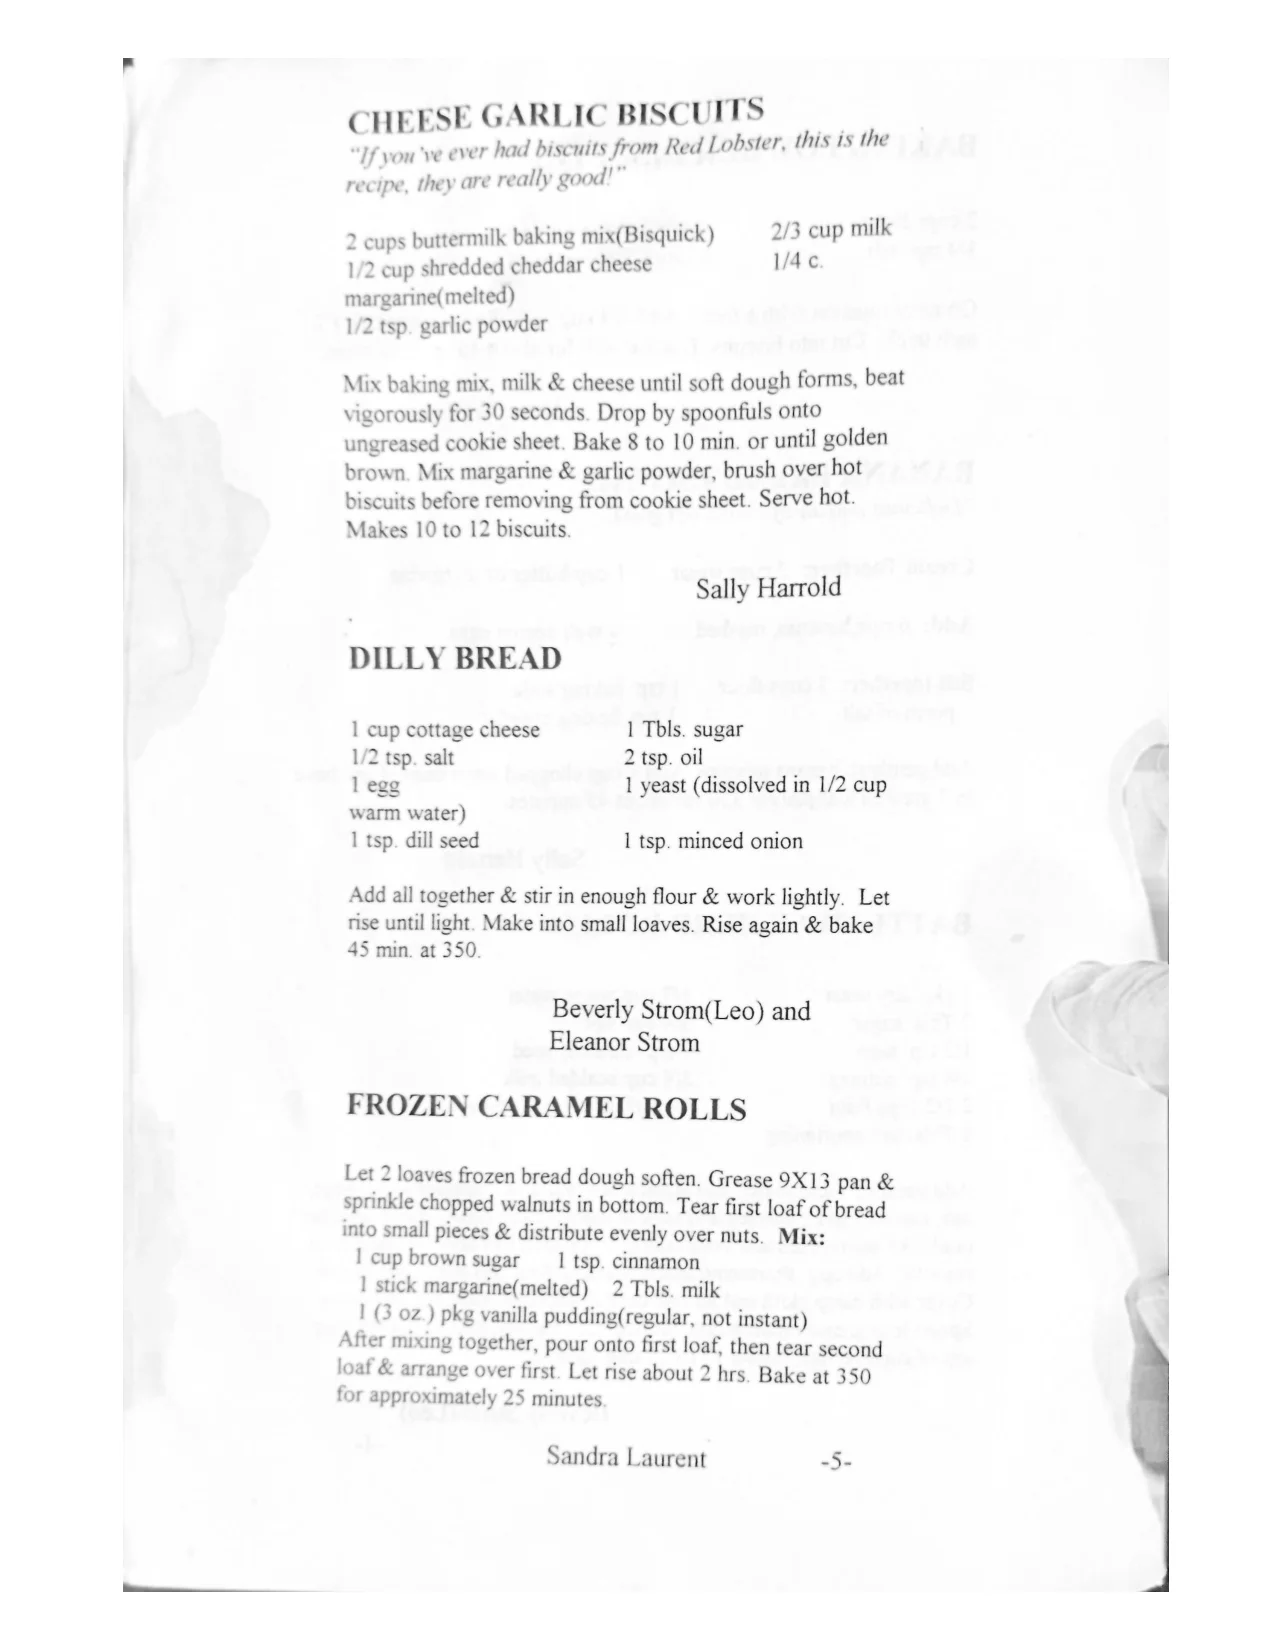 CHEESE GARLIC BISCUITS
"If you've ever had biscuits from Red Lobster, this is the
recipe, they are really good!"
2 cups buttermilk baking mix(Bisquick) 2/3 cup milk
1/2 cup shredded cheddar cheese 1/4 c.
margarine(melted)
1/2 tsp. garlic powder
Mix baking mix, milk & cheese until soft dough forms, beat
vigorously for 30 seconds. Drop by spoonfuls onto
ungreased cookie sheet. Bake 8 to 10 min. or until golden
brown. Mix margarine & garlic powder, brush over hot
biscuits before removing from cookie sheet. Serve hot.
Makes 10 to 12 biscuits.
Sally Harrold
DILLY BREAD
1 cup cottage cheese 1 Tbls. sugar
1/2 tsp. salt 2 tsp. oil
1 egg 1 yeast (dissolved in 1/2 cup
warm water)
1 tsp. dill seed 1 tsp. minced onion
Add all together & stir in enough flour & work lightly. Let
rise until light. Make into small loaves. Rise again & bake
45 min. at 350.
Beverly Strom(Leo) and
Eleanor Strom
FROZEN CARAMEL ROLLS
Let 2 loaves frozen bread dough soften. Grease 9X13 pan &
sprinkle chopped walnuts in bottom. Tear first loaf of bread
into small pieces & distribute evenly over nuts. Mix:
1 cup brown sugar 1 tsp. cinnamon
1 stick margarine(melted) 2 Tbls. milk
1 (3 oz.) pkg vanilla pudding(regular, not instant)
After mixing together, pour onto first loaf, then tear second
loaf & arrange over first. Let rise about 2 hrs. Bake at 350
for approximately 25 minutes.
Sandra Laurent -5-